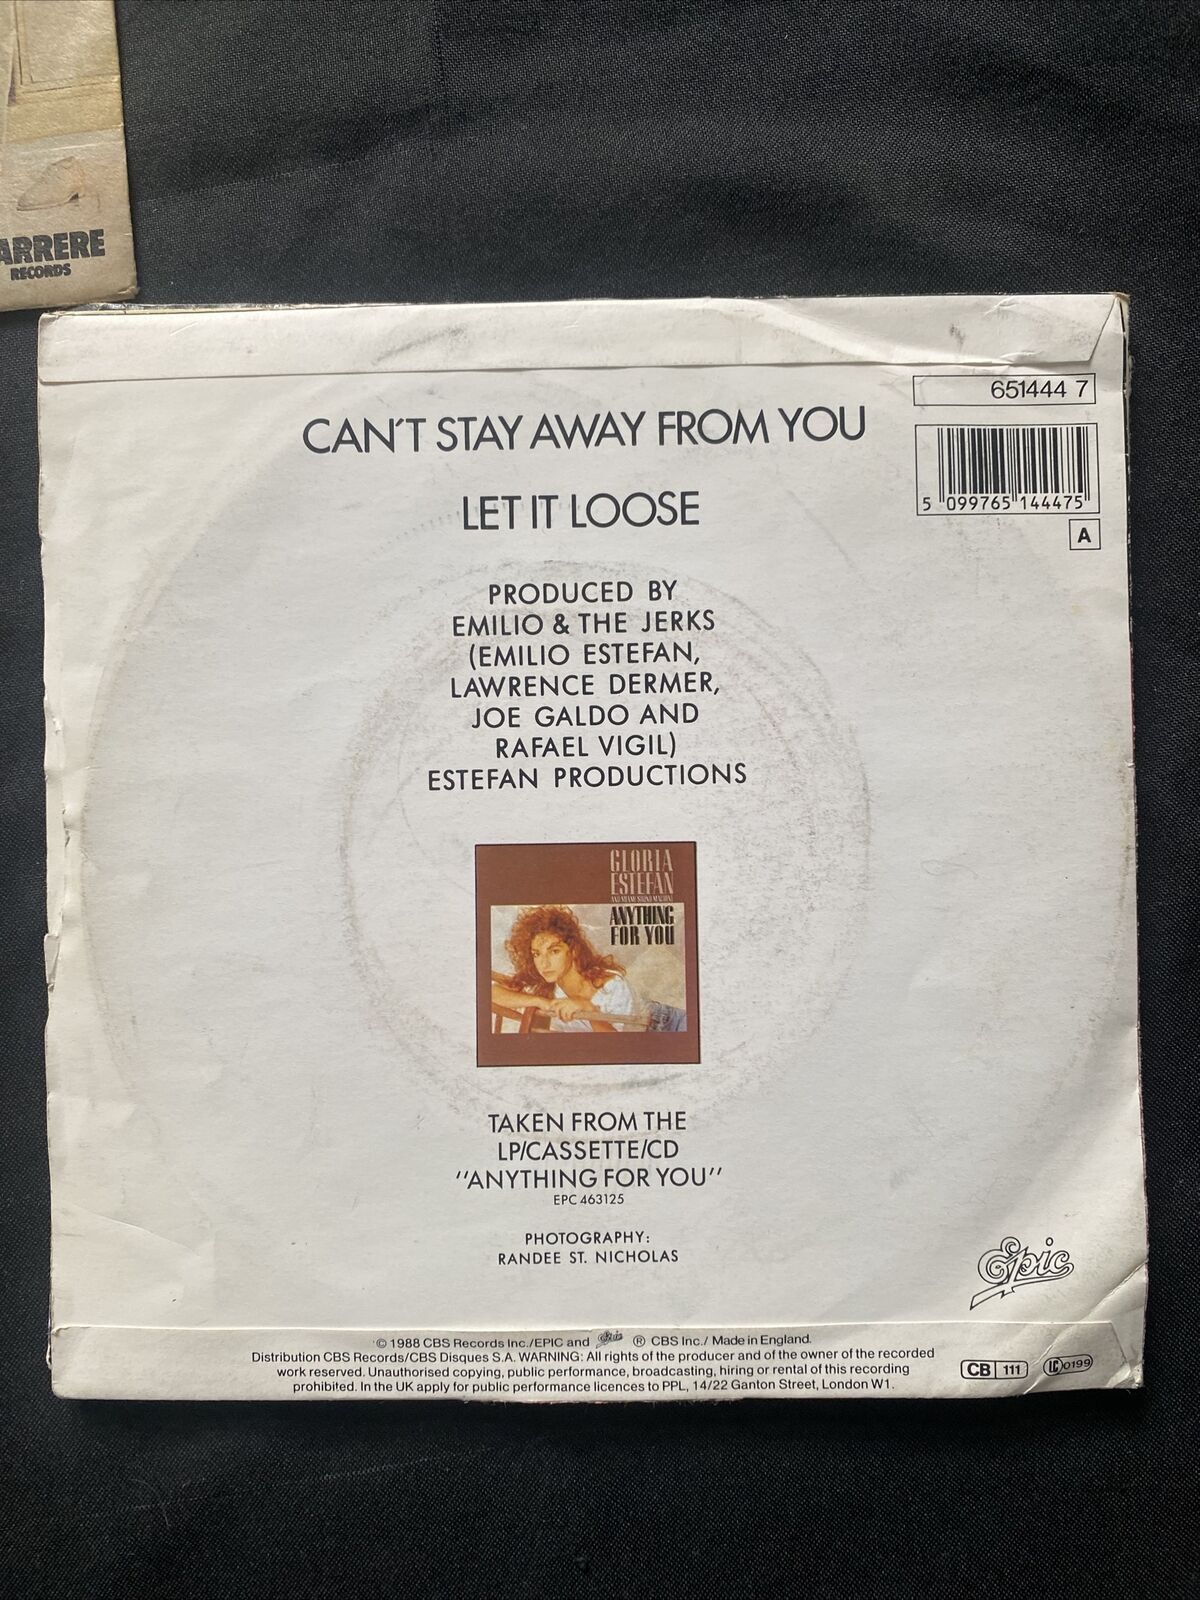 ARRERE
RECORDS
651444 7
CAN'T STAY AWAY FROM YOU
5 099765 144475
LET IT LOOSE
A
PRODUCED BY
EMILIO & THE JERKS
(EMILIO ESTEFAN,
LAWRENCE DERMER,
JOE GALDO AND
RAFAEL VIGIL)
ESTEFAN PRODUCTIONS
GLORIA
ESTEFAN
AND MIAMI SOUND MACHINE
ANYTHING
FOR YOU
TAKEN FROM THE
LP/CASSETTE/CD
''ANYTHING FOR YOU''
EPC 463125
PHOTOGRAPHY:
RANDEE ST. NICHOLAS
Epic
© 1988 CBS Records Inc./EPIC and Epic ® CBS Inc./ Made in England.
Distribution CBS Records/CBS Disques S.A. WARNING: All rights of the producer and of the owner of the recorded
work reserved. Unauthorised copying, public performance, broadcasting, hiring or rental of this recording
prohibited. In the UK apply for public performance licences to PPL, 14/22 Ganton Street, London W1.
CB 111
LC 0199